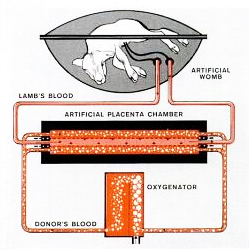 ARTIFICIAL
WOMB
LAMB'S BLOOD
ARTIFICIAL PLACENTA CHAMBER
OXYGENATOR
DONOR'S BLOOD